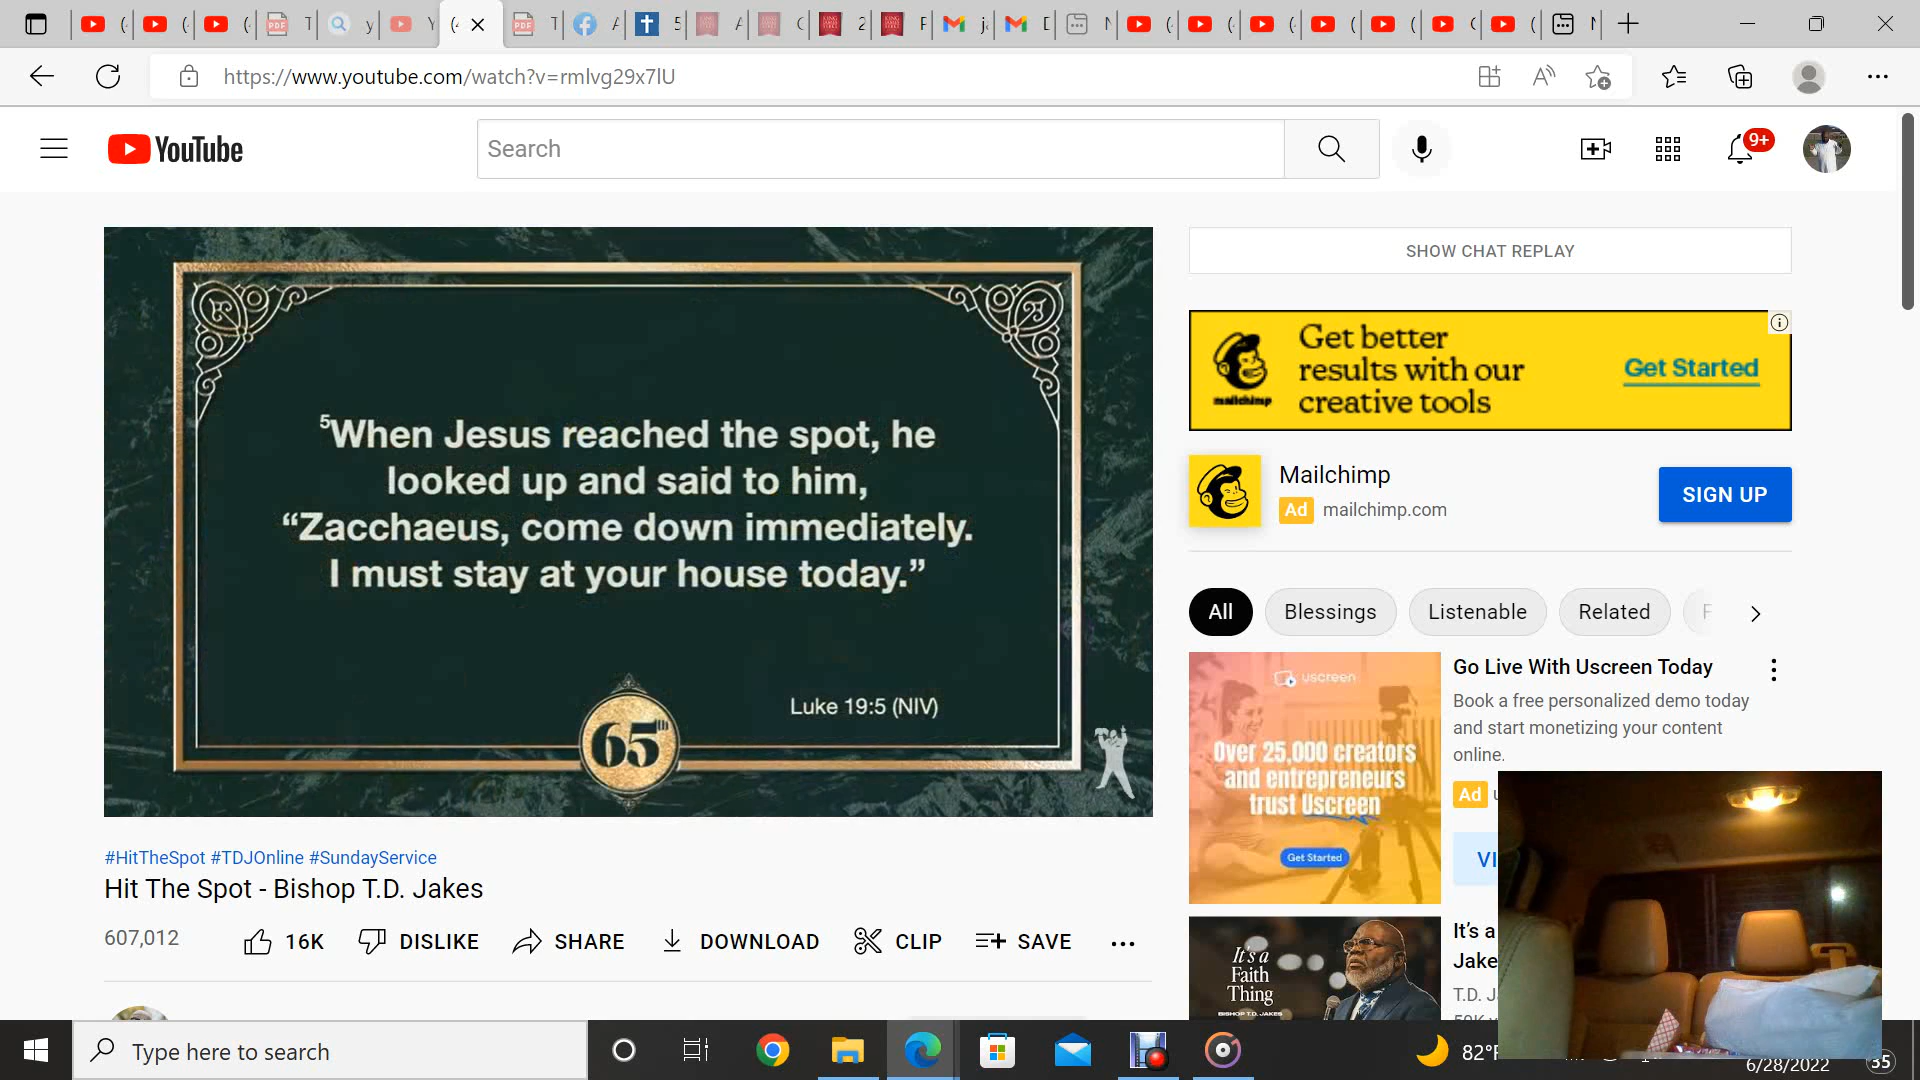 https://www.youtube.com/watch?v=rmlvg29x7lU
YouTube
Search
9+
SHOW CHAT REPLAY
5When Jesus reached the spot, he
looked up and said to him,
“Zacchaeus, come down immediately.
I must stay at your house today.”
Luke 19:5 (NIV)
65th
Get better
results with our
creative tools
Get Started
mailchimp
Mailchimp
Ad mailchimp.com
SIGN UP
All
Blessings
Listenable
Related
F
uscreen
Over 25,000 creators
and entrepreneurs
trust Uscreen
Get Started
Go Live With Uscreen Today
Book a free personalized demo today
and start monetizing your content
online.
Ad
VI
#HitTheSpot #TDJOnline #SundayService
Hit The Spot - Bishop T.D. Jakes
607,012
16K
DISLIKE
SHARE
DOWNLOAD
CLIP
SAVE
It's a
Faith
Thing
BISHOP T.D. JAKES
It's a
Jake
T.D. J
Type here to search
82°F
6/28/2022
35